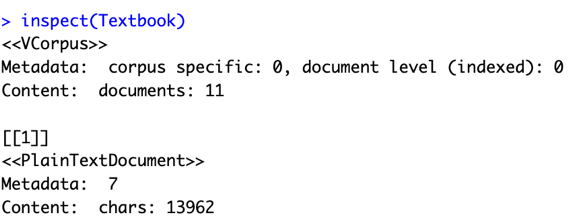 > inspect(Textbook)
<<VCorpus>>
Metadata:  corpus specific: 0, document level (indexed): 0
Content:  documents: 11

[[1]]
<<PlainTextDocument>>
Metadata:  7
Content:  chars: 13962